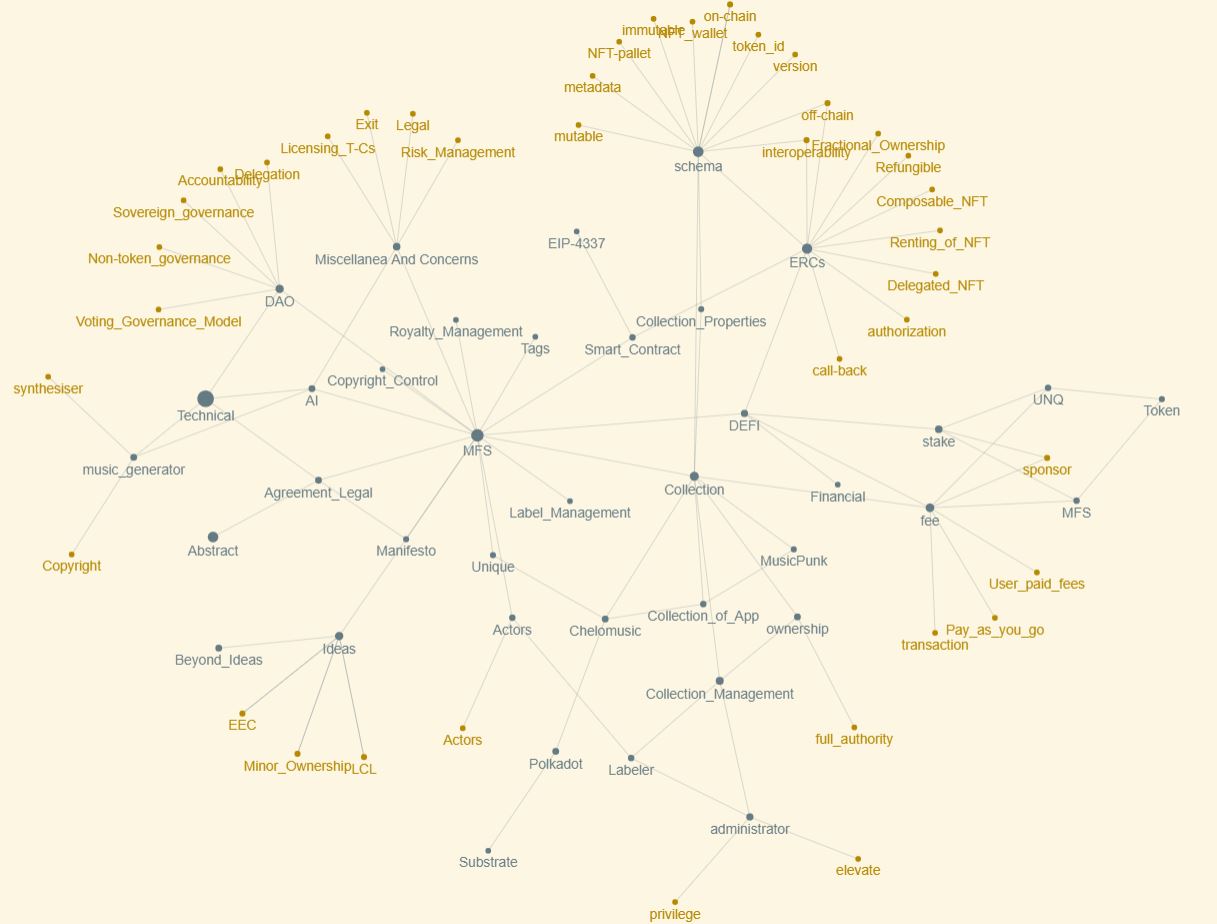 on-chain
immutable
NFT_wallet
token_id
NFT-pallet
version
metadata
off-chain
Exit
Legal
mutable
Licensing_T-Cs
Risk_Management
interoperability
Fractional_Ownership
schema
Refungible
Accountability
Delegation
Composable_NFT
Sovereign_governance
EIP-4337
Renting_of_NFT
Non-token_governance
Miscellanea And Concerns
ERCs
Delegated_NFT
DAO
Voting_Governance_Model
Royalty_Management
Collection_Properties
authorization
Tags
Smart_Contract
call-back
synthesiser
Copyright_Control
AI
UNQ
Token
Technical
DEFI
stake
MFS
music_generator
sponsor
Agreement_Legal
Collection
Financial
Label_Management
MFS
fee
Abstract
Manifesto
Unique
MusicPunk
Copyright
User_paid_fees
Actors
Chelomusic
Collection_of_App
ownership
Pay_as_you_go
transaction
Ideas
Beyond_Ideas
Collection_Management
EEC
Actors
full_authority
Minor_Ownership
LCL
Polkadot
Labeler
administrator
Substrate
elevate
privilege